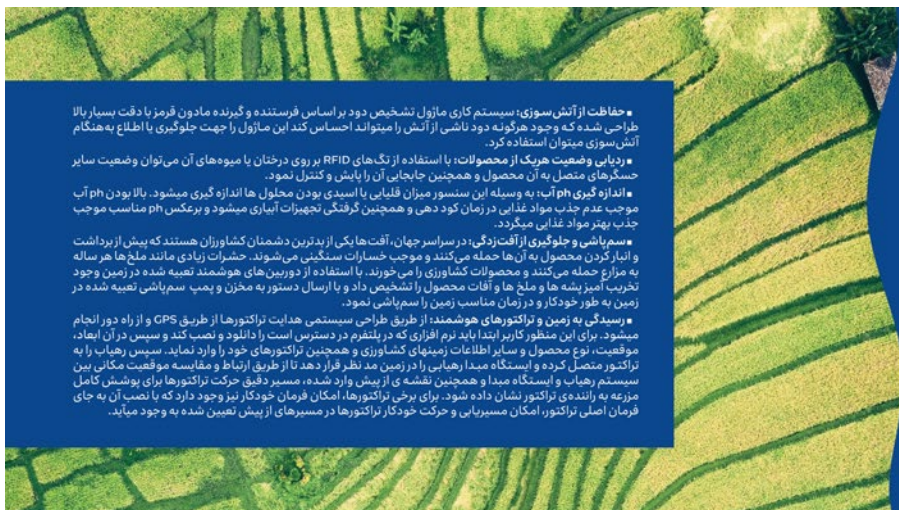 ▪ حفاظت از آتش‌سوزی: سیستم کاری ماژول تشخیص دود بر اساس فرستنده و گیرنده مادون قرمز با دقت بسیار بالا
طراحی شده که وجود هرگونه دود ناشی از آتش را میتواند احساس کند این ماژول را جهت جلوگیری یا اطلاع به‌هنگام
آتش‌سوزی میتوان استفاده کرد.
▪ ردیابی وضعیت هریک از محصولات: با استفاده از تگ‌های RFID بر روی درختان یا میوه‌های آن می‌توان وضعیت سایر
حسگرهای متصل به آن محصول و همچنین جابجایی آن را پایش و کنترل نمود.
▪ اندازه گیری ph آب: به وسیله این سنسور میزان قلیایی یا اسیدی بودن محلول ها اندازه گیری میشود. بالا بودن ph آب
موجب عدم جذب مواد غذایی در زمان کود دهی و همچنین گرفتگی تجهیزات آبیاری میشود و برعکس ph مناسب موجب
جذب بهتر مواد غذایی میگردد.
▪ سم‌پاشی و جلوگیری از آفت‌زدگی: در سراسر جهان، آفت‌ها یکی از بدترین دشمنان کشاورزان هستند که پیش از برداشت
و انبار کردن محصول به آن‌ها حمله می‌کنند و موجب خسارات سنگینی می‌شوند. حشرات زیادی مانند ملخ‌ها هر ساله
به مزارع حمله می‌کنند و محصولات کشاورزی را می‌خورند. با استفاده از دوربین‌های هوشمند تعبیه شده در زمین وجود
تخریب آمیز پشه ها و ملخ ها و آفات محصول را تشخیص داد و با ارسال دستور به مخزن و پمپ سم‌پاشی تعبیه شده در
زمین به طور خودکار و در زمان مناسب زمین را سم‌پاشی نمود.
▪ رسیدگی به زمین و تراکتورهای هوشمند: از طریق طراحی سیستمی هدایت تراکتورها از طریق GPS و از راه دور انجام
میشود. برای این منظور کاربر ابتدا باید نرم افزاری که در پلتفرم در دسترس است را دانلود و نصب کند و سپس در آن ابعاد،
موقعیت، نوع محصول و سایر اطلاعات زمینهای کشاورزی و همچنین تراکتورهای خود را وارد نماید. سپس رهیاب را به
تراکتور متصل کرده و ایستگاه مبدا رهیابی را در زمین مد نظر قرار دهد تا از طریق ارتباط و مقایسه موقعیت مکانی بین
سیستم رهیاب و ایستگاه مبدا و همچنین نقشه ی از پیش وارد شده، مسیر دقیق حرکت تراکتورها برای پوشش کامل
مزرعه به راننده‌ی تراکتور نشان داده شود. برای برخی تراکتورها، امکان فرمان خودکار نیز وجود دارد که با نصب آن به جای
فرمان اصلی تراکتور، امکان مسیریابی و حرکت خودکار تراکتورها در مسیرهای از پیش تعیین شده به وجود میآید.